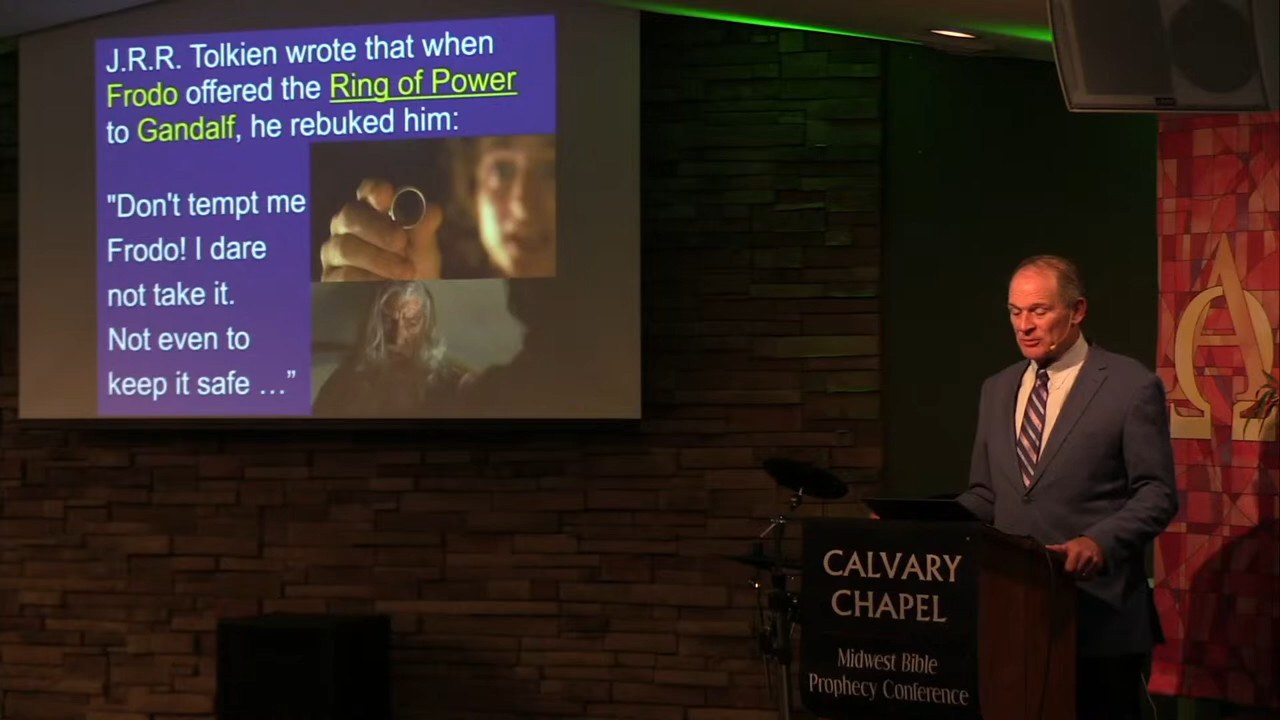 J.R.R. Tolkien wrote that when
Frodo offered the Ring of Power
to Gandalf, he rebuked him:
"Don't tempt me
Frodo! I dare
not take it.
Not even to
keep it safe …"
CALVARY
CHAPEL
Midwest Bible
Prophecy Conference